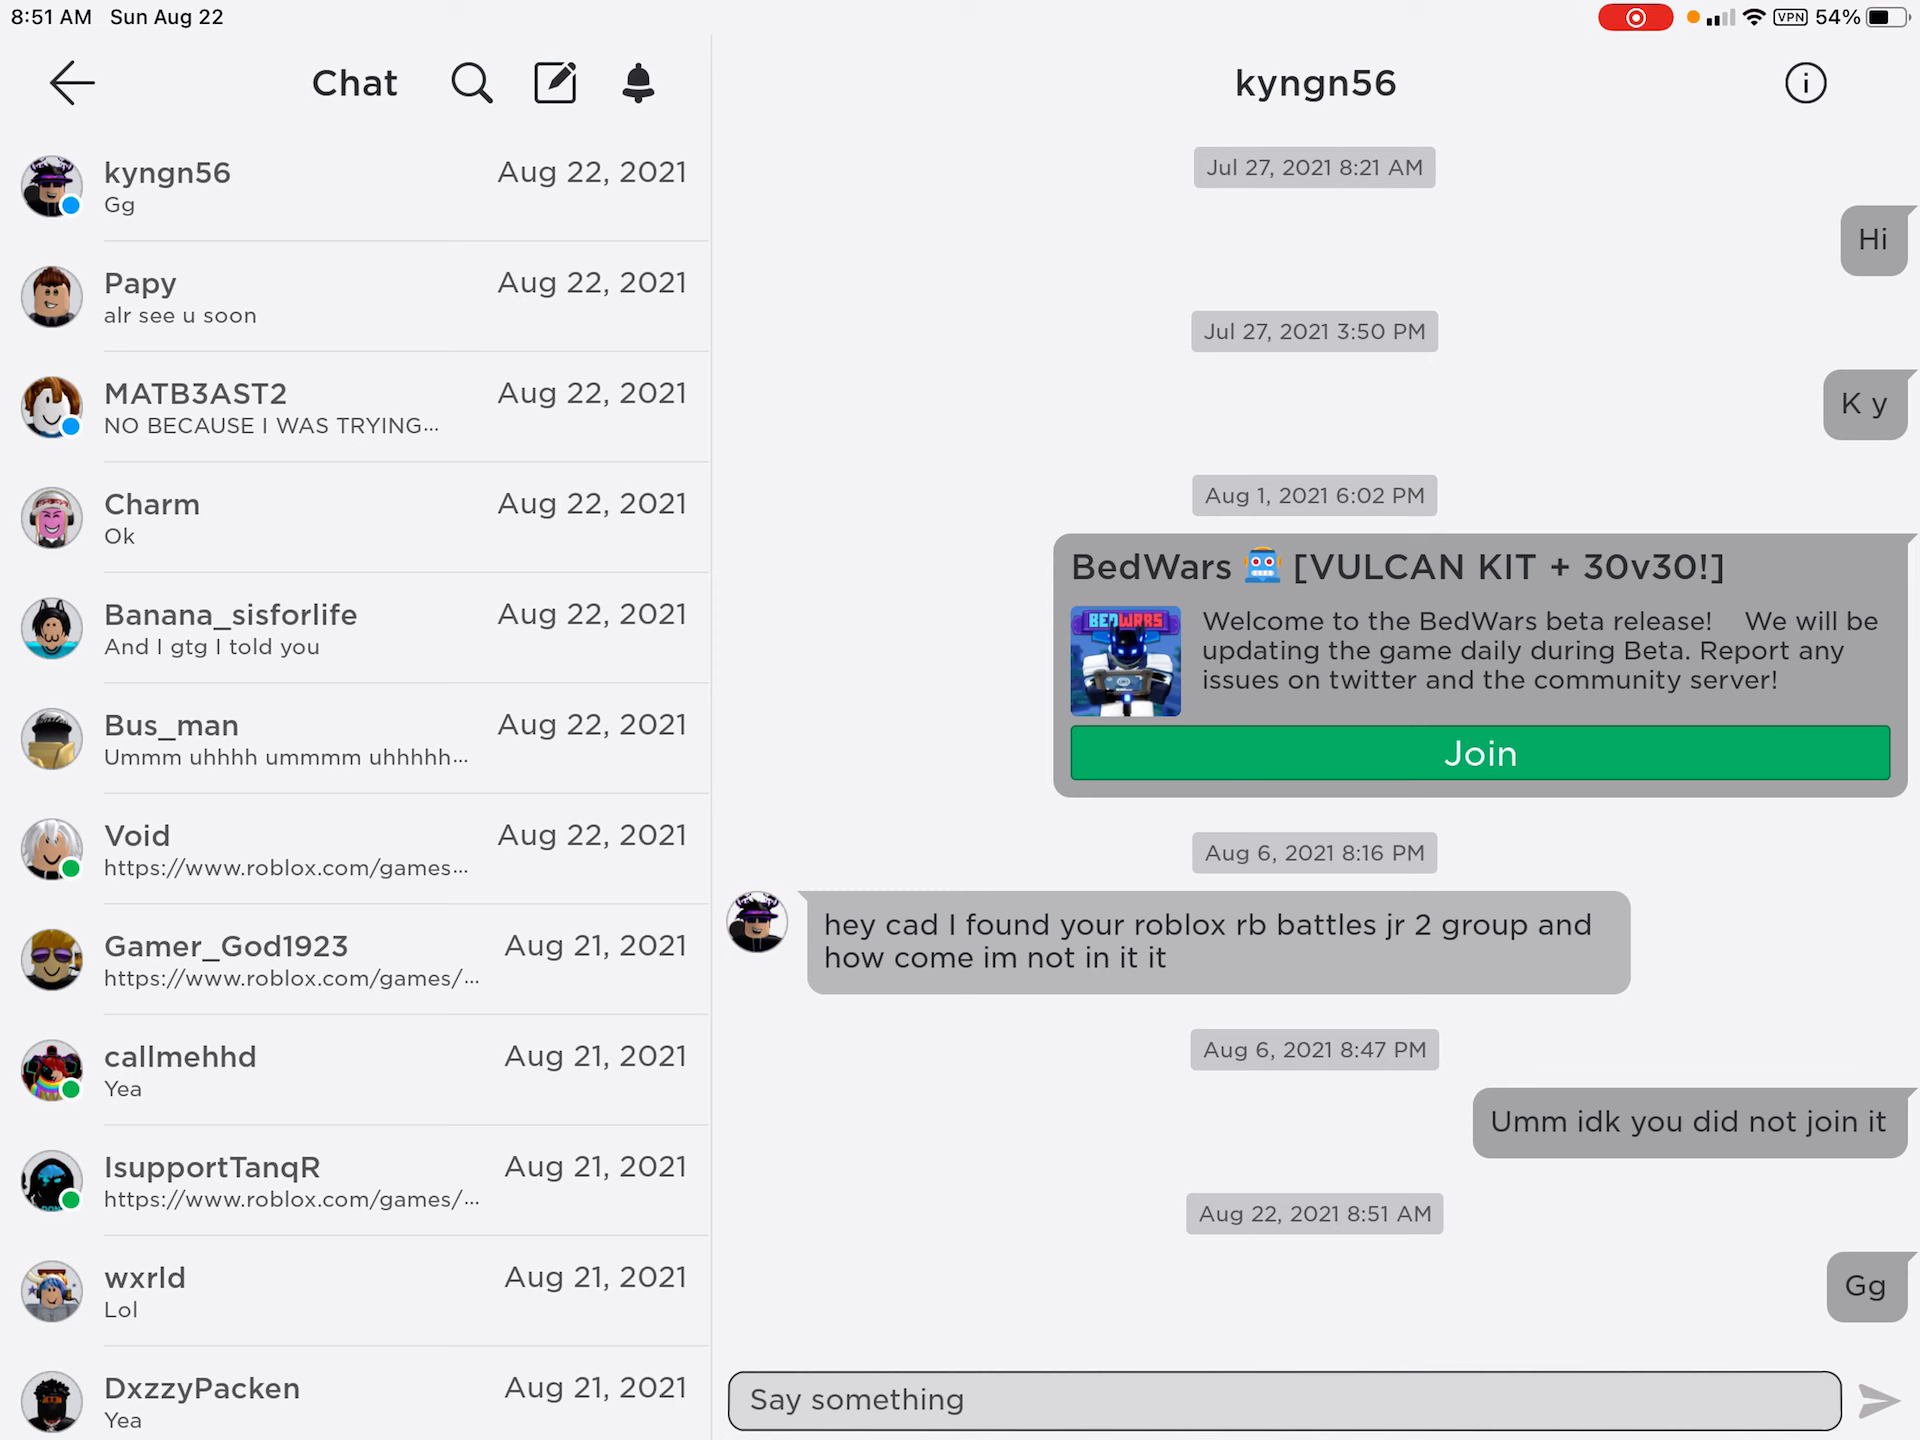 8:51 AM Sun Aug 22
VPN 54%
Chat
kyngn56 Aug 22, 2021
Gg
Papy Aug 22, 2021
alr see u soon
MATB3AST2 Aug 22, 2021
NO BECAUSE I WAS TRYING...
Charm Aug 22, 2021
Ok
Banana_sisforlife Aug 22, 2021
And I gtg I told you
Bus_man Aug 22, 2021
Ummm uhhhh ummmm uhhhhh...
Void Aug 22, 2021
https://www.roblox.com/games...
Gamer_God1923 Aug 21, 2021
https://www.roblox.com/games/...
callmehhd Aug 21, 2021
Yea
IsupportTanqR Aug 21, 2021
https://www.roblox.com/games/...
wxrld Aug 21, 2021
Lol
DxzzyPacken Aug 21, 2021
Yea
kyngn56
Jul 27, 2021 8:21 AM
Hi
Jul 27, 2021 3:50 PM
K y
Aug 1, 2021 6:02 PM
BedWars 🤖 [VULCAN KIT + 30v30!]
BEDWARS
Welcome to the BedWars beta release! We will be
updating the game daily during Beta. Report any
issues on twitter and the community server!
Join
Aug 6, 2021 8:16 PM
hey cad I found your roblox rb battles jr 2 group and
how come im not in it it
Aug 6, 2021 8:47 PM
Umm idk you did not join it
Aug 22, 2021 8:51 AM
Gg
Say something